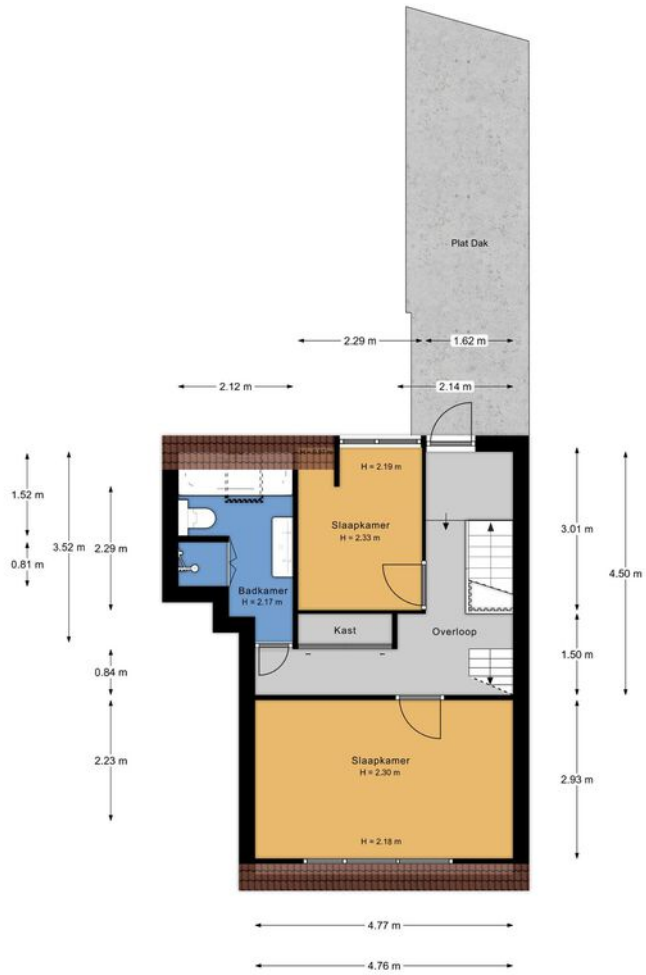 Plat Dak
2.29 m
1.62 m
2.12 m
2.14 m
H = 2.19 m
1.52 m
Slaapkamer
H = 2.33 m
3.01 m
3.52 m
2.29 m
4.50 m
0.81 m
Badkamer
H = 2.17 m
Kast
Overloop
1.50 m
0.84 m
2.23 m
Slaapkamer
H = 2.30 m
2.93 m
H = 2.18 m
4.77 m
4.76 m